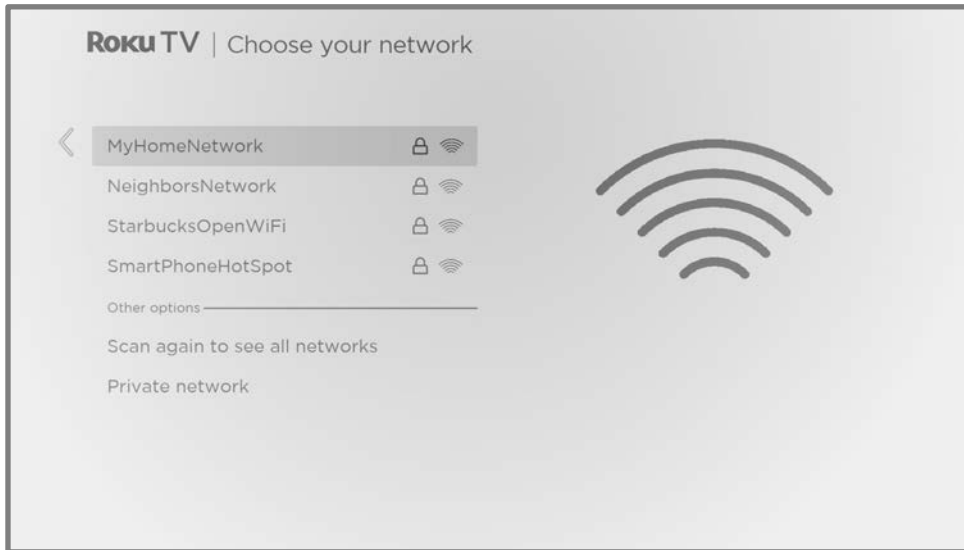 Roku TV | Choose your network
MyHomeNetwork
NeighborsNetwork
StarbucksOpenWiFi
SmartPhoneHotSpot
Other options
Scan again to see all networks
Private network